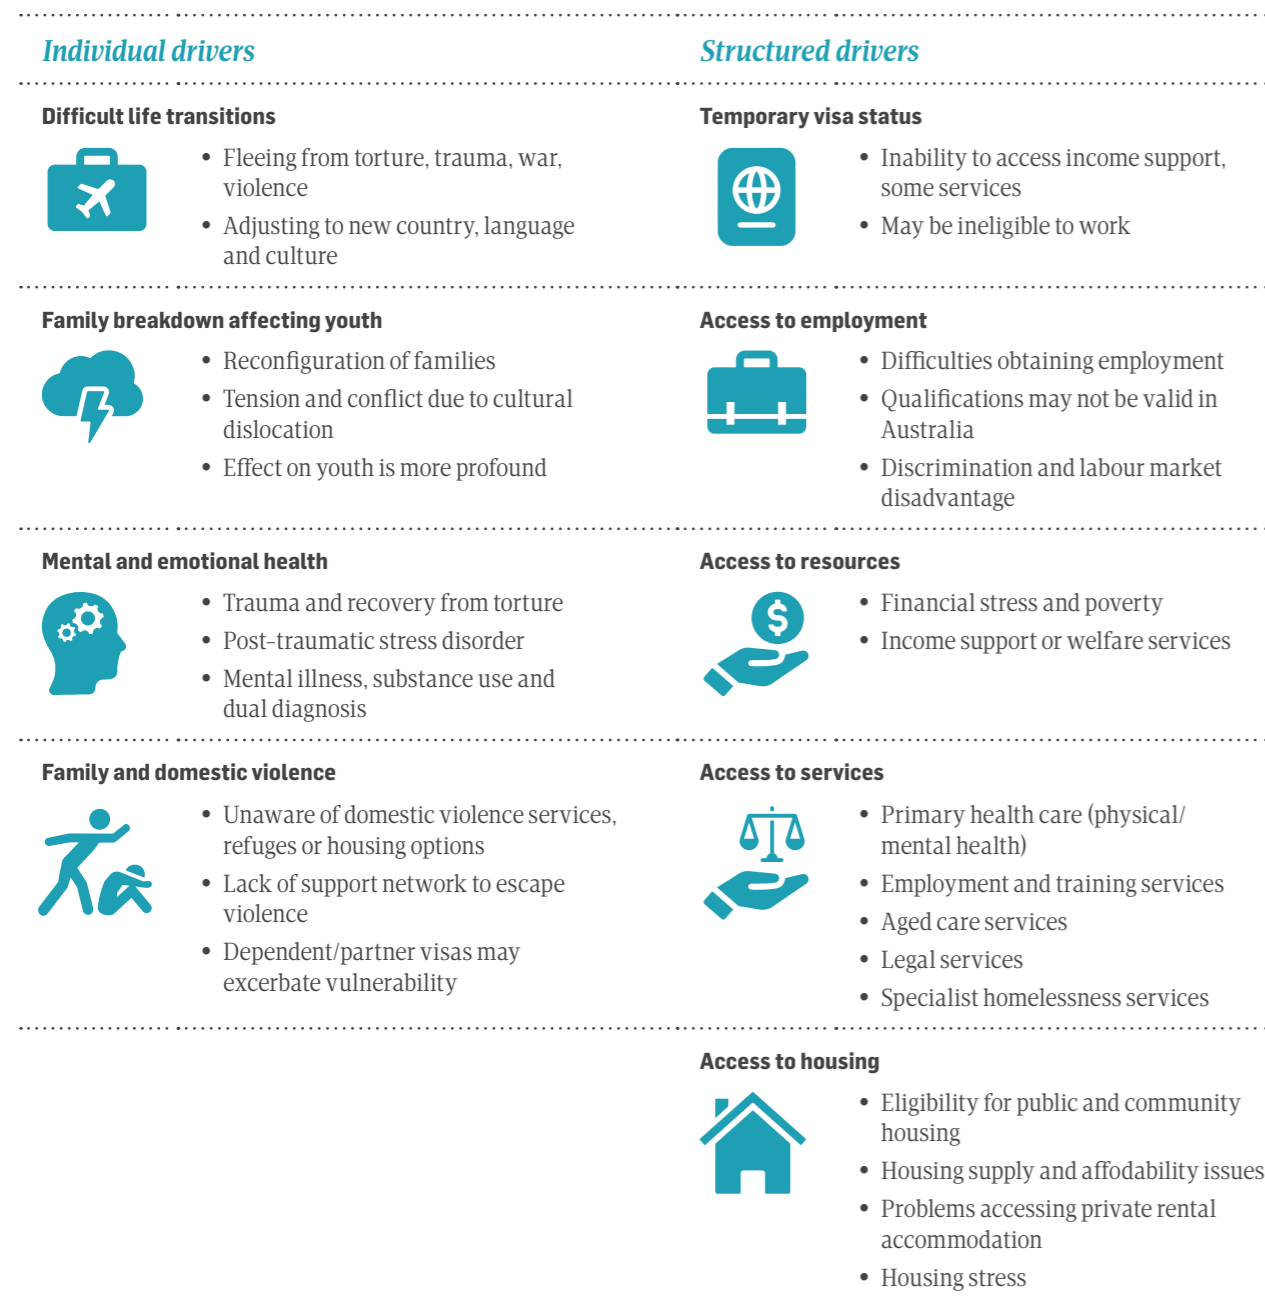 Individual drivers
Structured drivers
Difficult life transitions
• Fleeing from torture, trauma, war,
violence
• Adjusting to new country, language
and culture
Temporary visa status
• Inability to access income support,
some services
• May be ineligible to work
Family breakdown affecting youth
• Reconfiguration of families
• Tension and conflict due to cultural
dislocation
• Effect on youth is more profound
Access to employment
• Difficulties obtaining employment
• Qualifications may not be valid in
Australia
• Discrimination and labour market
disadvantage
Mental and emotional health
• Trauma and recovery from torture
• Post-traumatic stress disorder
• Mental illness, substance use and
dual diagnosis
Access to resources
$
• Financial stress and poverty
• Income support or welfare services
Family and domestic violence
• Unaware of domestic violence services,
refuges or housing options
• Lack of support network to escape
violence
• Dependent/partner visas may
excerbate vulnerability
Access to services
• Primary health care (physical/
mental health)
• Employment and training services
• Aged care services
• Legal services
• Specialist homelessness services
Access to housing
• Eligibility for public and community
housing
• Housing supply and affodability issues
• Problems accessing private rental
accommodation
• Housing stress